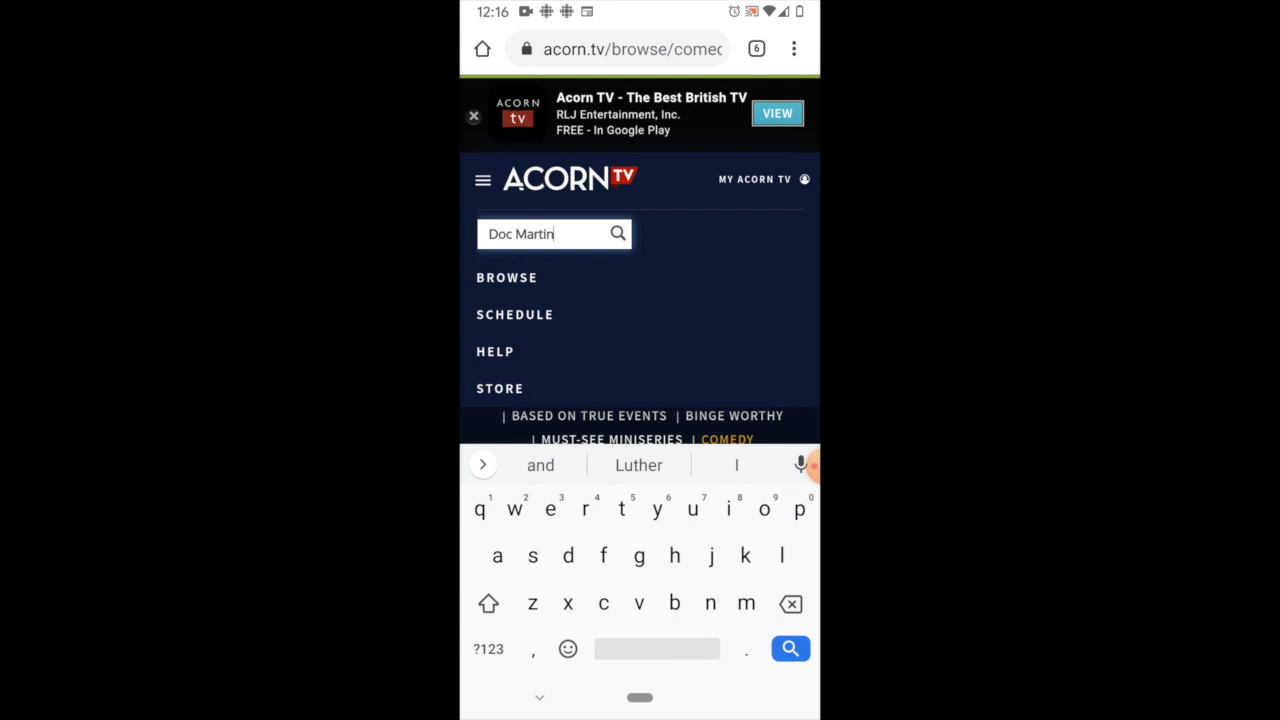 12:16
acorn.tv/browse/comec
6
ACORN
tv
Acorn TV - The Best British TV
RLJ Entertainment, Inc.
FREE - In Google Play
VIEW
ACORN TV
MY ACORN TV
Doc Martin
BROWSE
SCHEDULE
HELP
STORE
| BASED ON TRUE EVENTS | BINGE WORTHY
| MUST-SEE MINISERIES | COMEDY
and Luther I
1 2 3 4 5 6 7 8 9 0
q w e r t y u i o p
a s d f g h j k l
z x c v b n m
?123 , .